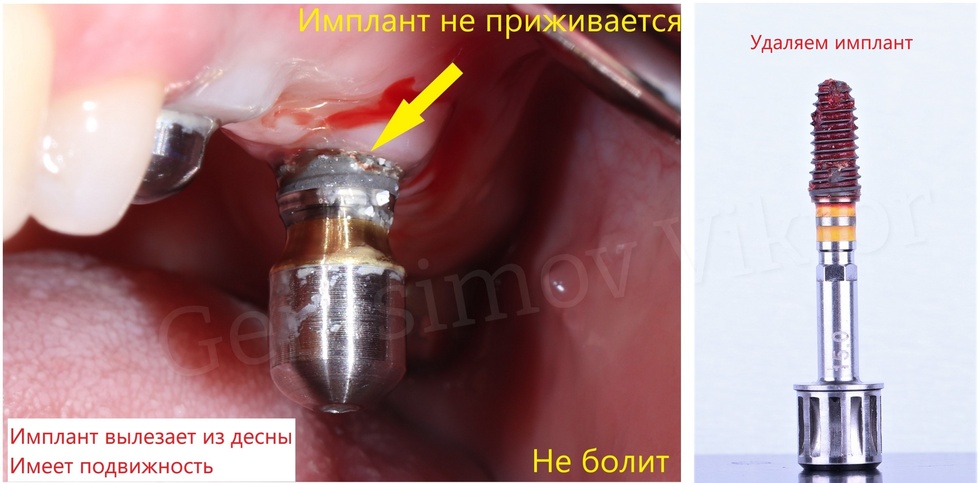 Имплант не приживается
Удаляем имплант
Gerasimov Viktor
Имплант вылезает из десны
Имеет подвижность
Не болит